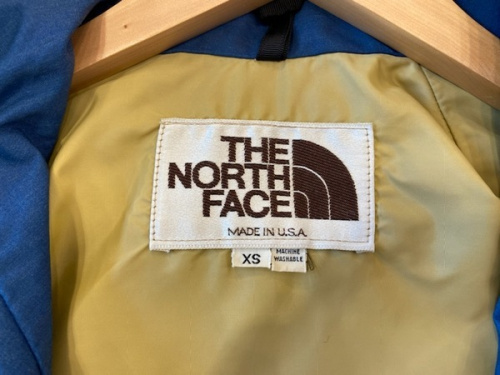 THE
NORTH
FACE
MADE IN U.S.A.
XS
MACHINE
WASHABLE